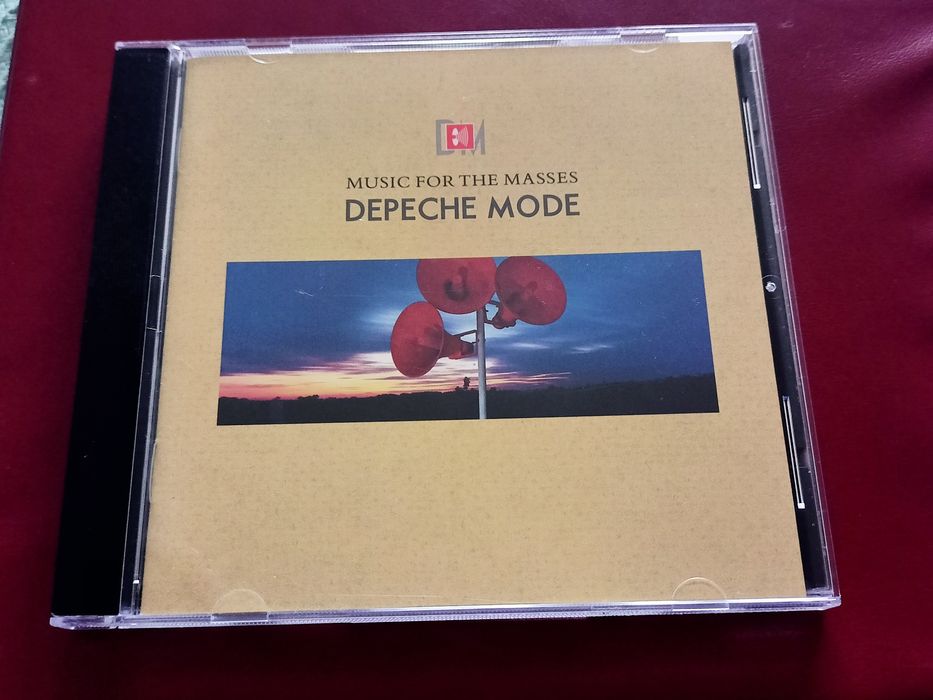 DM
MUSIC FOR THE MASSES
DEPECHE MODE